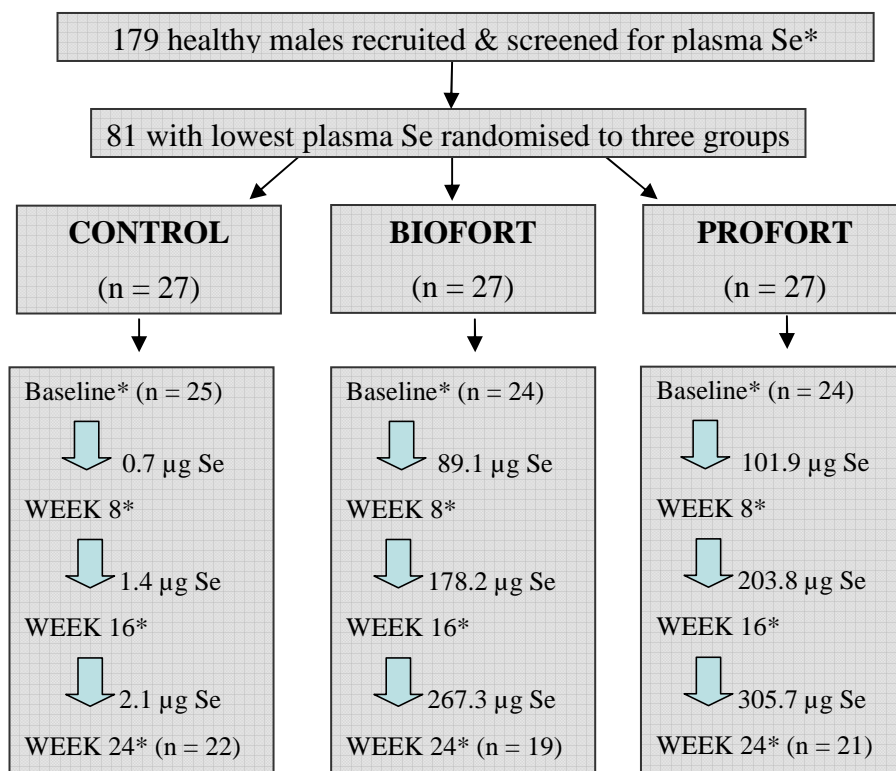 179 healthy males recruited & screened for plasma Se*
81 with lowest plasma Se randomised to three groups
CONTROL
(n = 27)
BIOFORT
(n = 27)
PROFORT
(n = 27)
Baseline* (n = 25)
0.7 µg Se
WEEK 8*
1.4 µg Se
WEEK 16*
2.1 µg Se
WEEK 24* (n = 22)
Baseline* (n = 24)
89.1 µg Se
WEEK 8*
178.2 µg Se
WEEK 16*
267.3 µg Se
WEEK 24* (n = 19)
Baseline* (n = 24)
101.9 µg Se
WEEK 8*
203.8 µg Se
WEEK 16*
305.7 µg Se
WEEK 24* (n = 21)